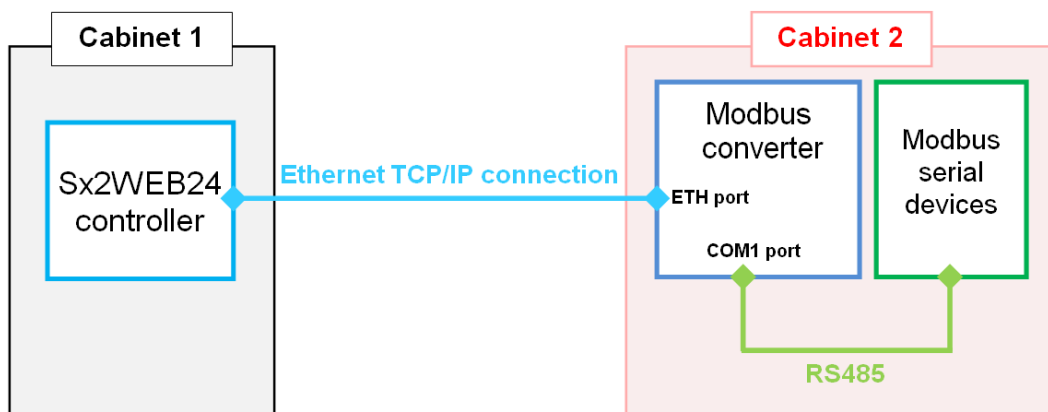 Cabinet 1
Cabinet 2
Sx2WEB24
controller
Ethernet TCP/IP connection
Modbus
converter
ETH port
COM1 port
Modbus
serial
devices
RS485